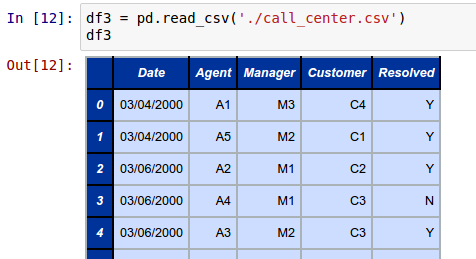 In [12]: df3 = pd.read_csv('./call_center.csv')
df3
Out[12]:
Date Agent Manager Customer Resolved
0 03/04/2000 A1 M3 C4 Y
1 03/04/2000 A5 M2 C1 Y
2 03/06/2000 A2 M1 C2 Y
3 03/06/2000 A4 M1 C3 N
4 03/06/2000 A3 M2 C3 Y